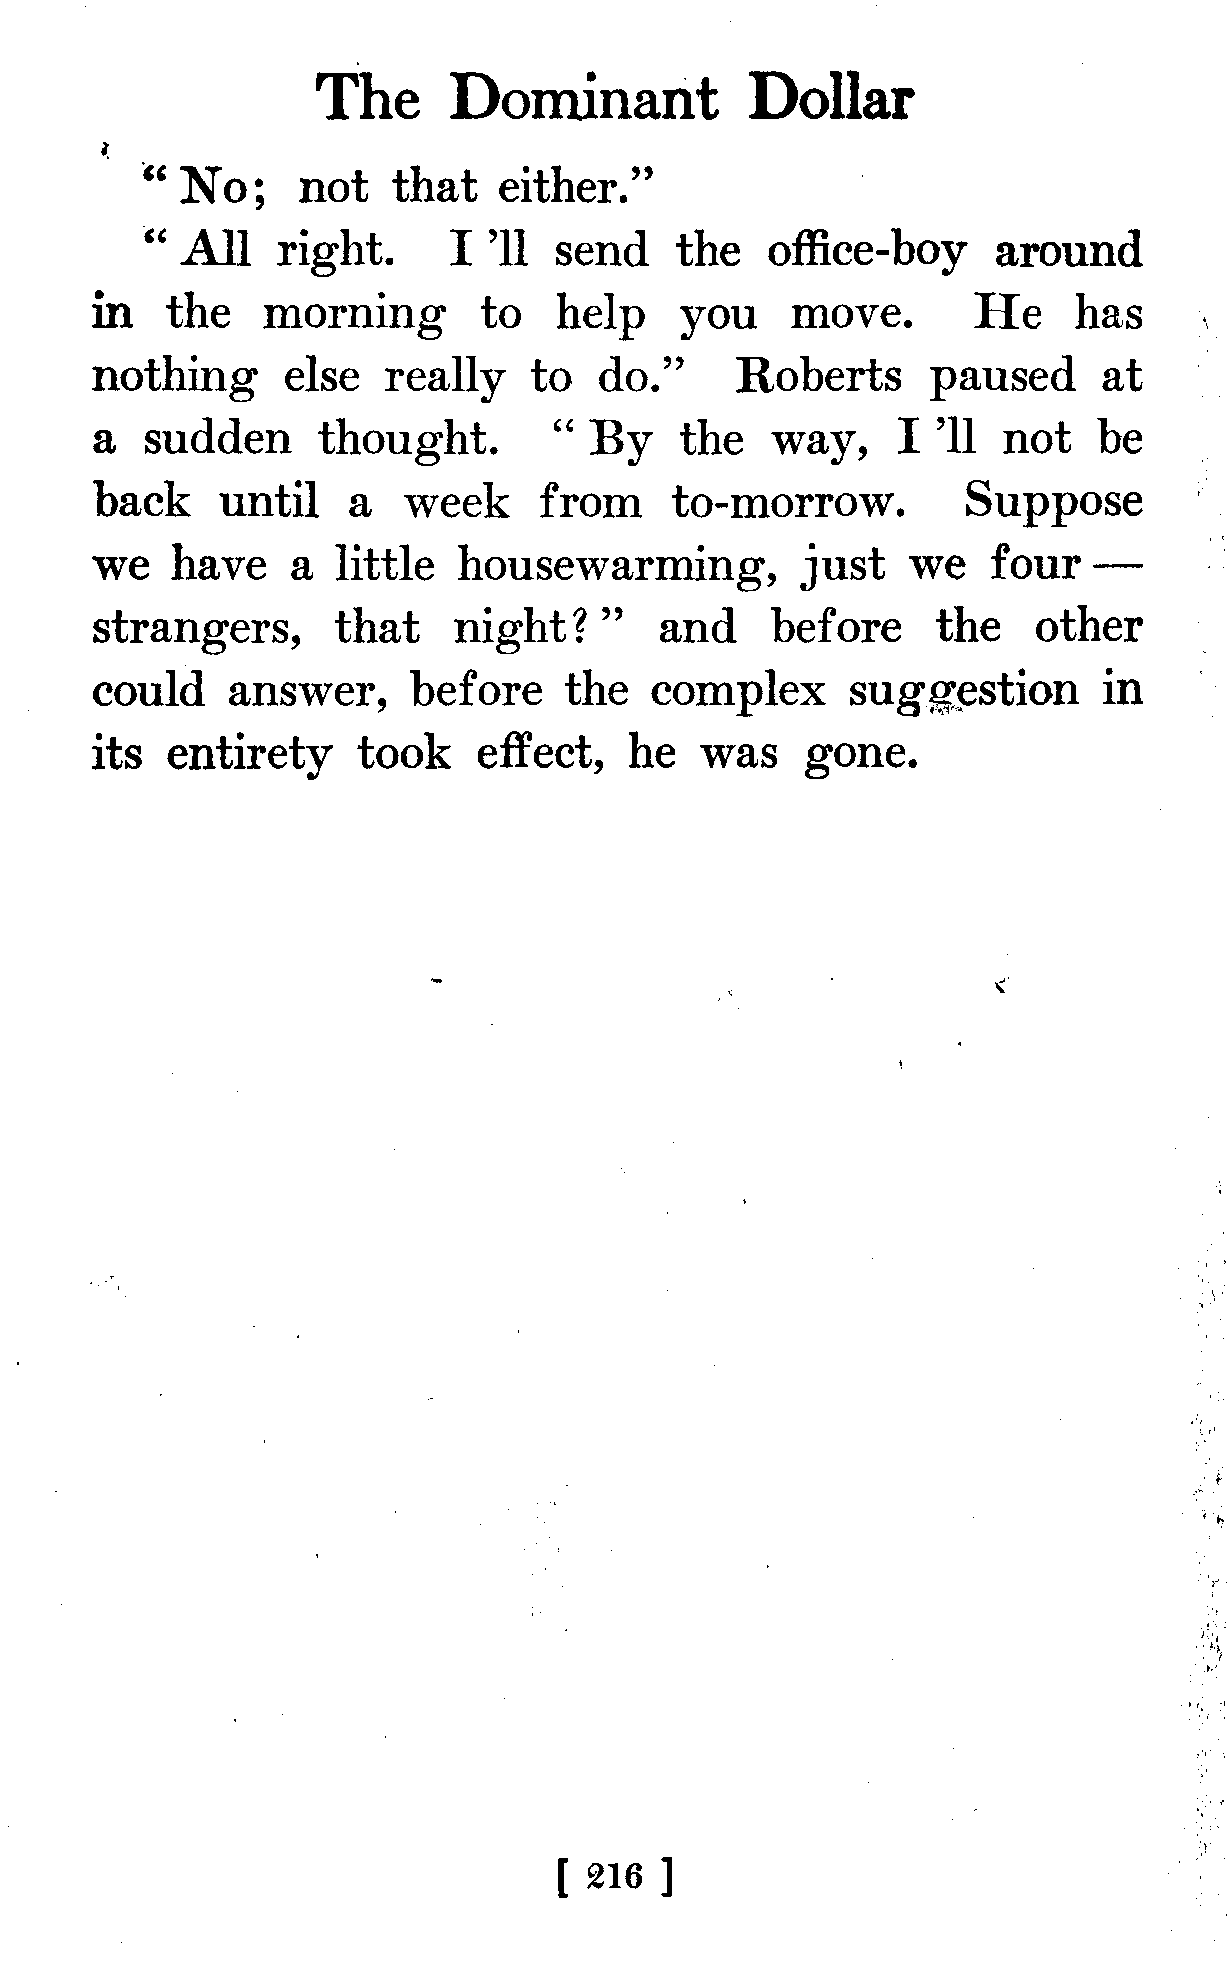 The Dominant Dollar
“ No; not that either.”
“ All right. I ’ll send the office-boy around
in the morning to help you move. He has
nothing else really to do.” Roberts paused at
a sudden thought. “ By the way, I ’ll not be
back until a week from to-morrow. Suppose
we have a little housewarming, just we four —
strangers, that night? ” and before the other
could answer, before the complex suggestion in
its entirety took effect, he was gone.
[ 216 ]